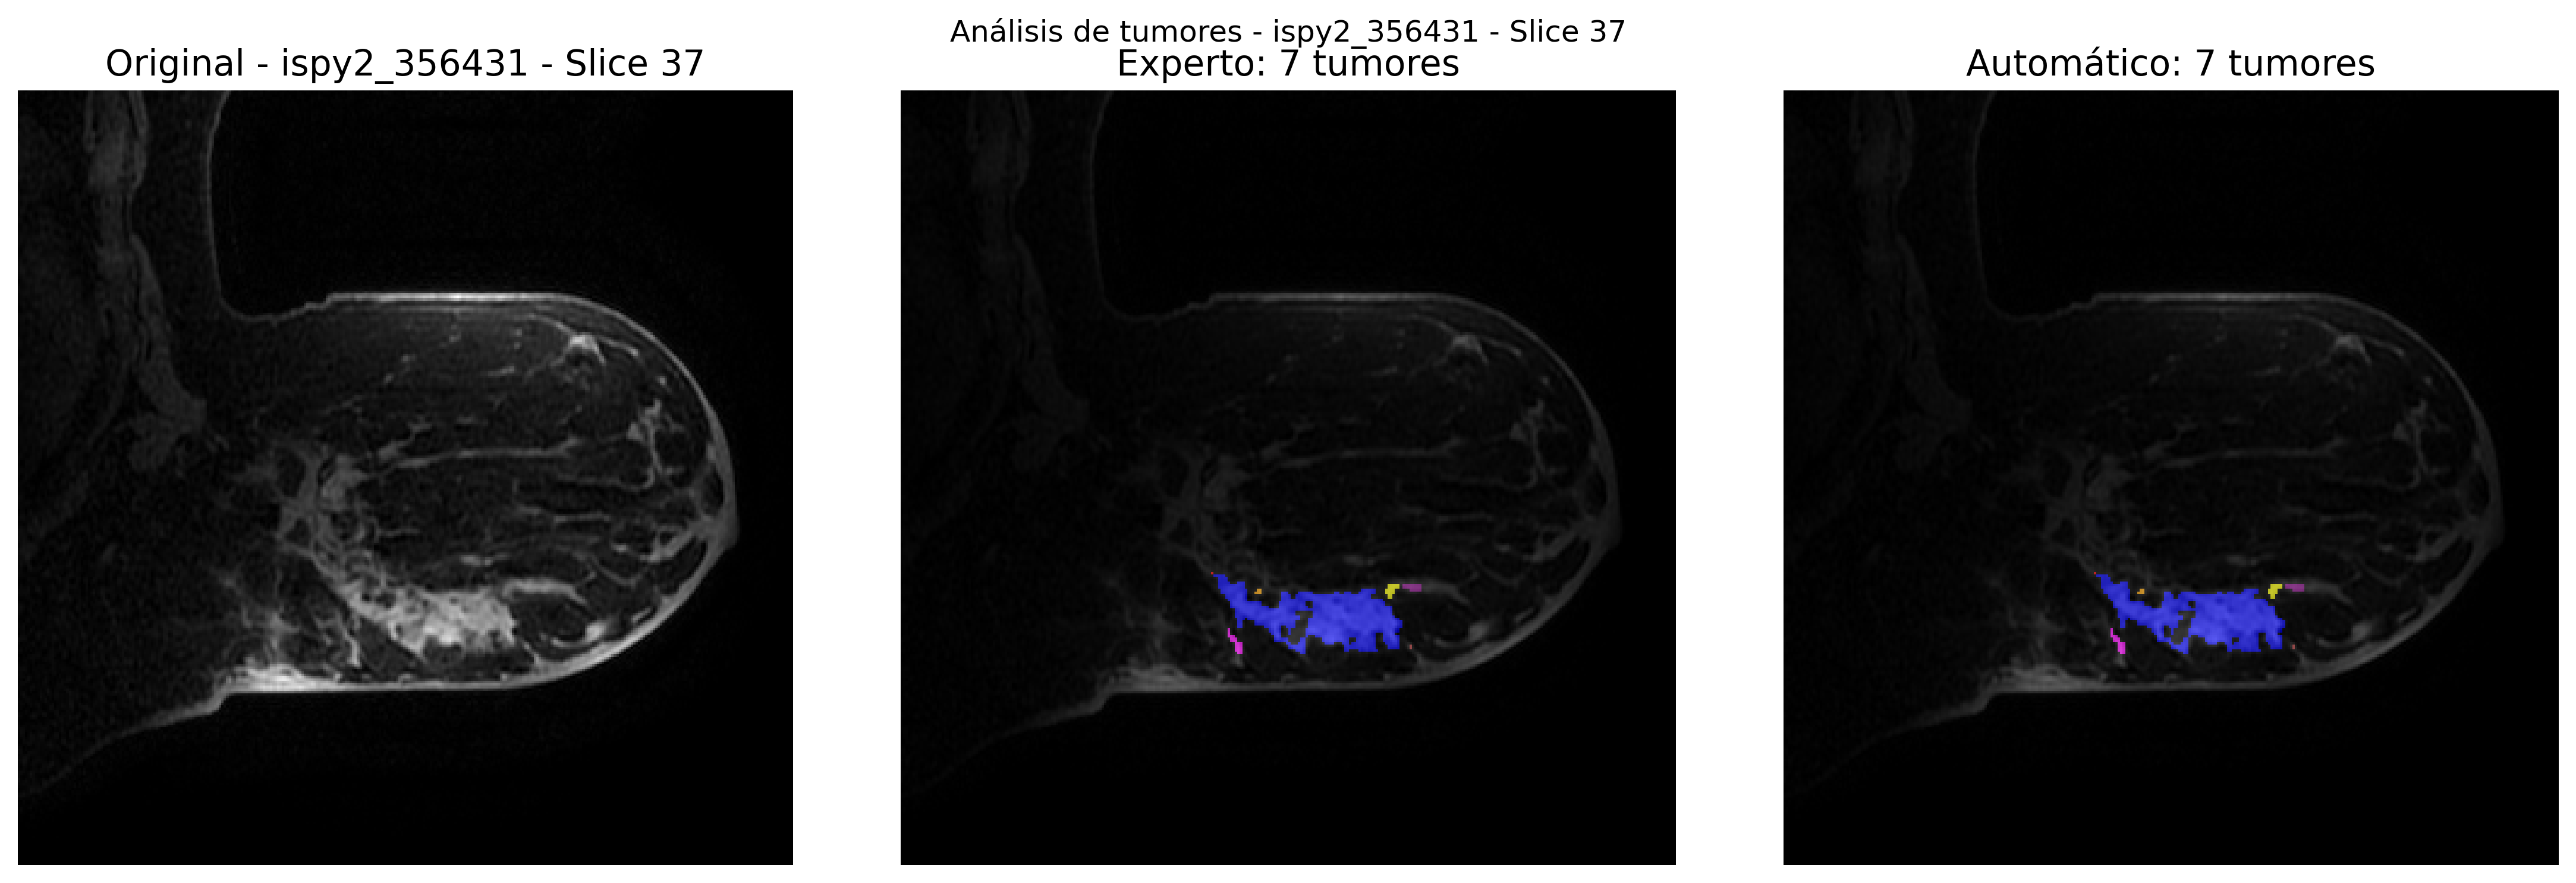 Análisis de tumores - ispy2_356431 - Slice 37
Original - ispy2_356431 - Slice 37
Experto: 7 tumores
Automático: 7 tumores